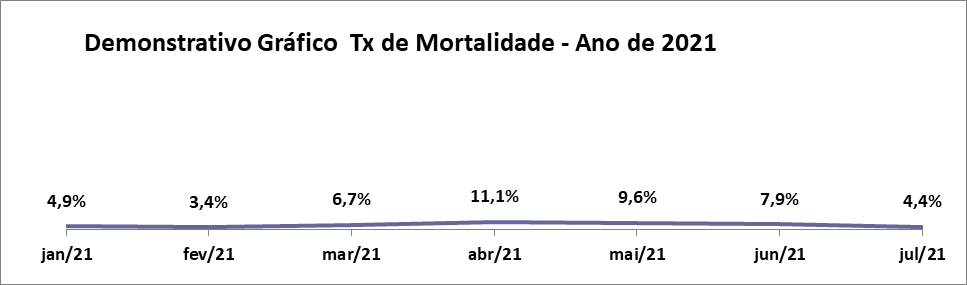 Demonstrativo Gráfico  Tx de Mortalidade - Ano de 2021
4,9% 3,4% 6,7% 11,1% 9,6% 7,9% 4,4%
jan/21 fev/21 mar/21 abr/21 mai/21 jun/21 jul/21